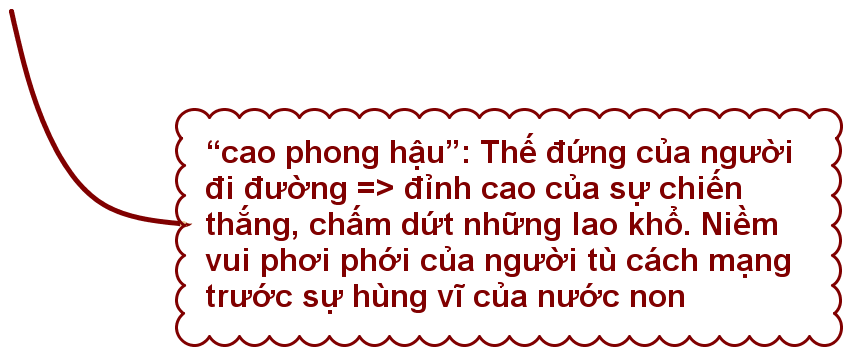 “cao phong hậu”: Thế đứng của người
đi đường => đỉnh cao của sự chiến
thắng, chấm dứt những lao khổ. Niềm
vui phơi phới của người tù cách mạng
trước sự hùng vĩ của nước non